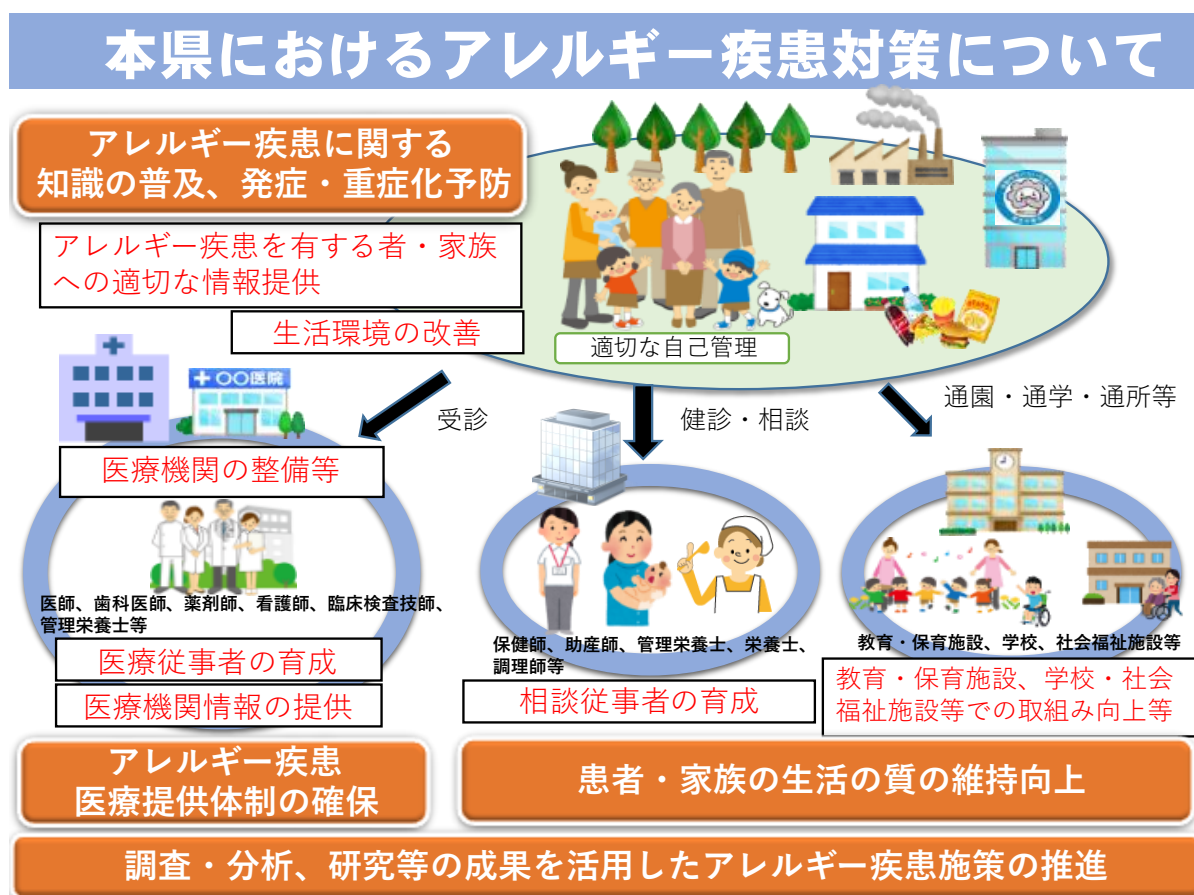 本県におけるアレルギー疾患対策について
アレルギー疾患に関する
知識の普及、発症・重症化予防
アレルギー疾患を有する者・家族
への適切な情報提供
生活環境の改善
適切な自己管理
受診
健診・相談
通園・通学・通所等
〇〇医院
医療機関の整備等
医師、歯科医師、薬剤師、看護師、臨床検査技師、
管理栄養士等
医療従事者の育成
医療機関情報の提供
保健師、助産師、管理栄養士、栄養士、
調理師等
相談従事者の育成
教育・保育施設、学校、社会福祉施設等
教育・保育施設、学校・社会
福祉施設等での取組み向上等
アレルギー疾患
医療提供体制の確保
患者・家族の生活の質の維持向上
調査・分析、研究等の成果を活用したアレルギー疾患施策の推進